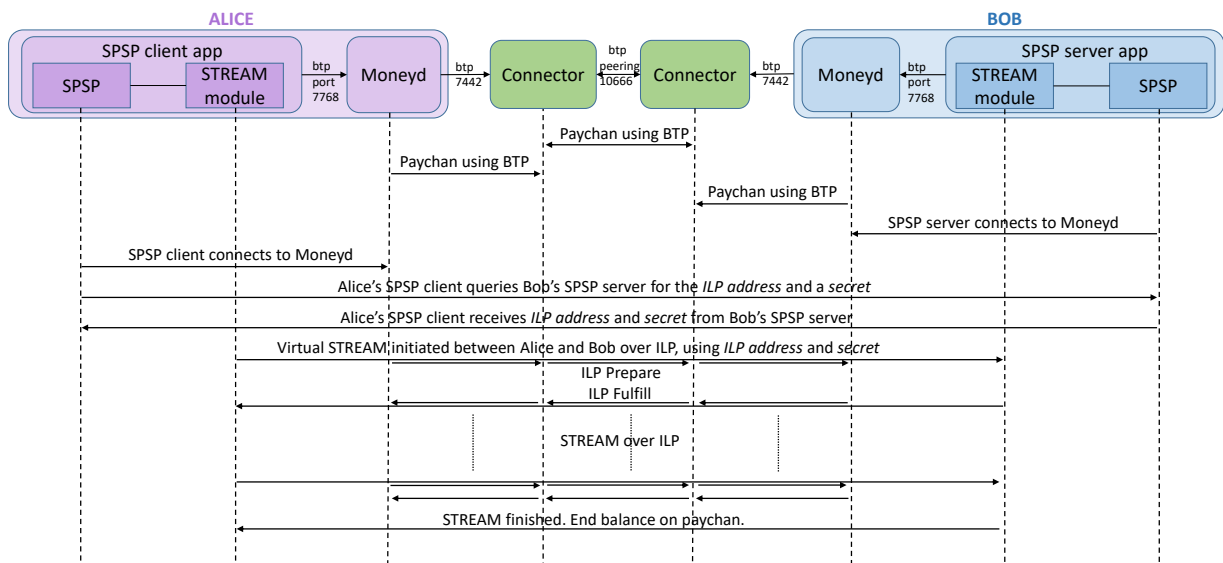 ALICE
BOB
SPSP client app
SPSP
STREAM
module
btp
port
7768
Moneyd
btp
7442
Connector
btp
peering
10666
Connector
btp
7442
Moneyd
btp
port
7768
SPSP server app
STREAM
module
SPSP
Paychan using BTP
Paychan using BTP
Paychan using BTP
SPSP server connects to Moneyd
SPSP client connects to Moneyd
Alice's SPSP client queries Bob's SPSP server for the ILP address and a secret
Alice's SPSP client receives ILP address and secret from Bob's SPSP server
Virtual STREAM initiated between Alice and Bob over ILP, using ILP address and secret
ILP Prepare
ILP Fulfill
STREAM over ILP
STREAM finished. End balance on paychan.